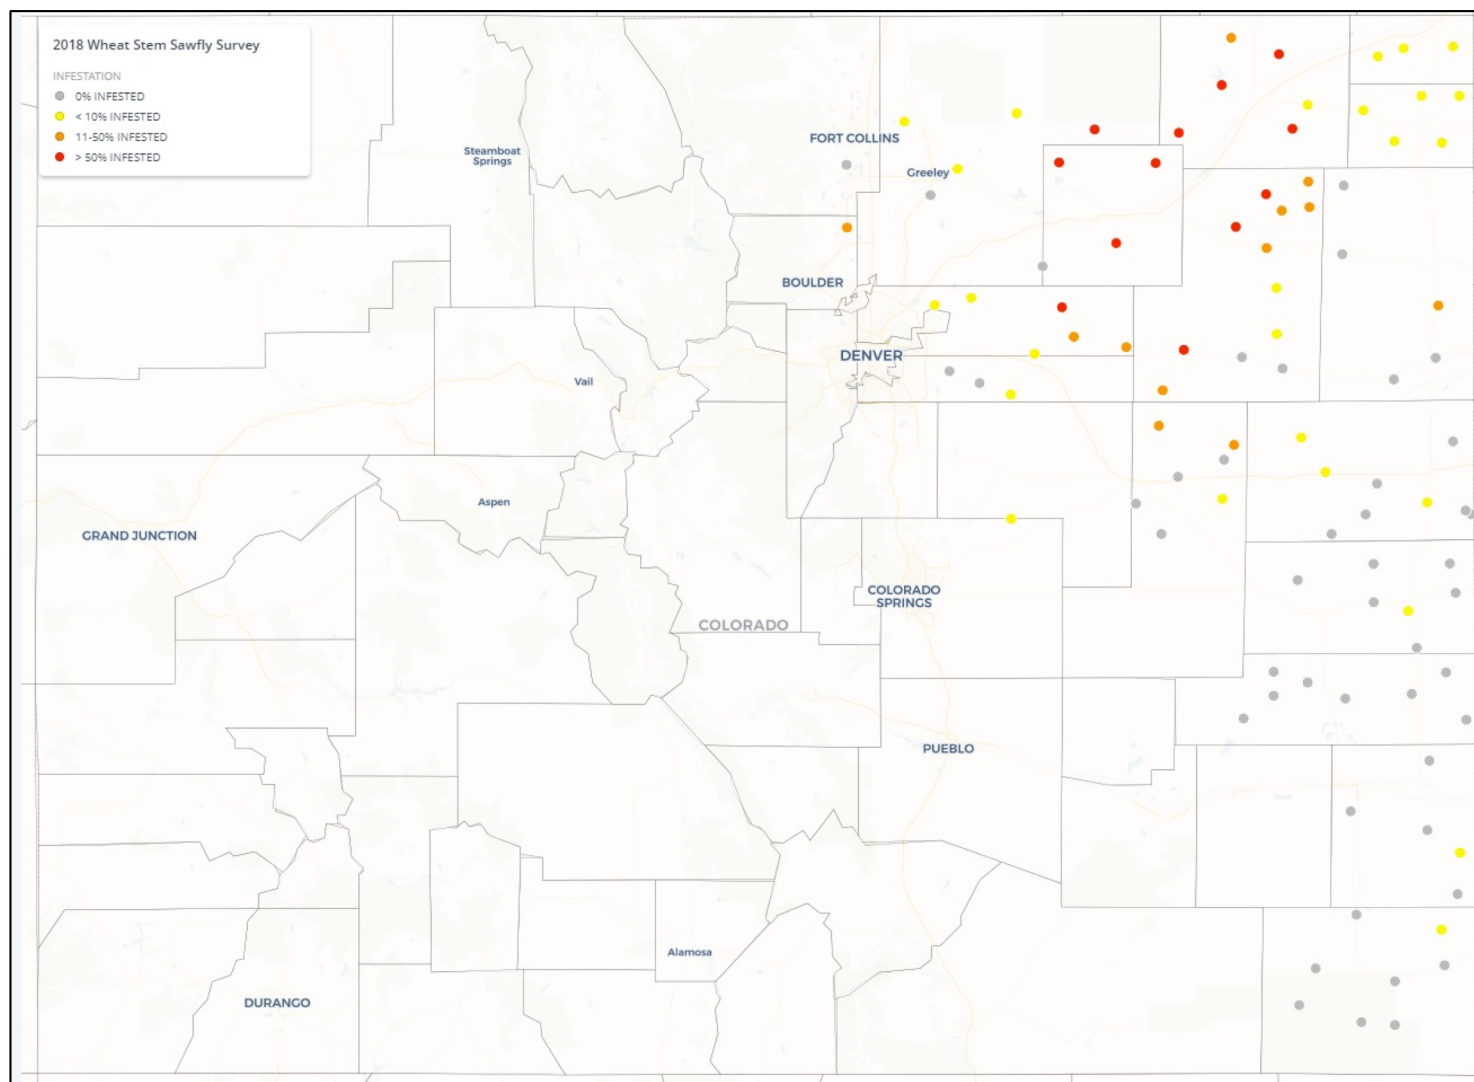 2018 Wheat Stem Sawfly Survey
INFESTATION
0% INFESTED
< 10% INFESTED
11-50% INFESTED
> 50% INFESTED
FORT COLLINS
Steamboat
Springs
Greeley
BOULDER
DENVER
Vail
Aspen
GRAND JUNCTION
COLORADO
SPRINGS
COLORADO
PUEBLO
Alamosa
DURANGO